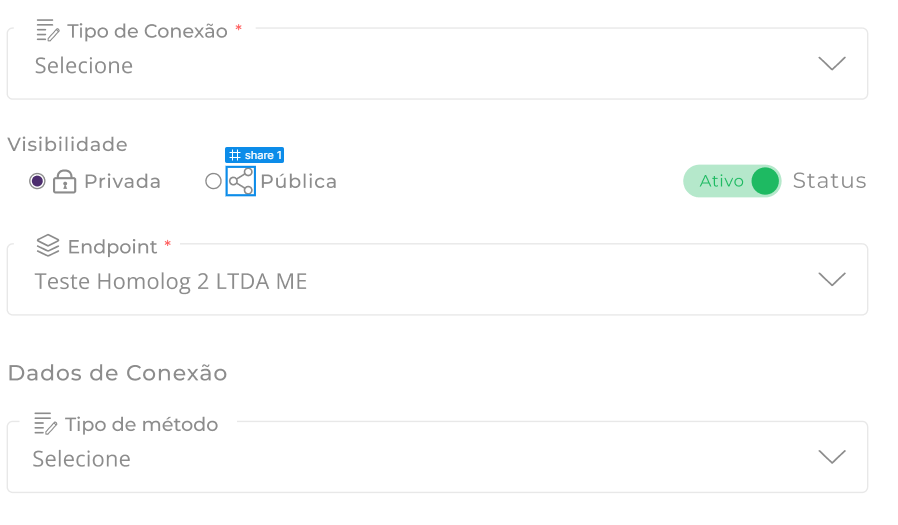 Tipo de Conexão *
Selecione
Visibilidade
share 1
Privada Pública Ativo Status
Endpoint *
Teste Homolog 2 LTDA ME
Dados de Conexão
Tipo de método
Selecione